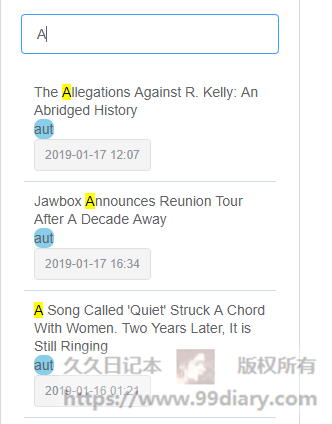 A
The Allegations Against R. Kelly: An
Abridged History
aut
2019-01-17 12:07
Jawbox Announces Reunion Tour
After A Decade Away
aut
2019-01-17 16:34
A Song Called 'Quiet' Struck A Chord
With Women. Two Years Later, It is
Still Ringing
aut
久久日记本 版权所有
2019-01-16 01:21
https://www.99diary.com